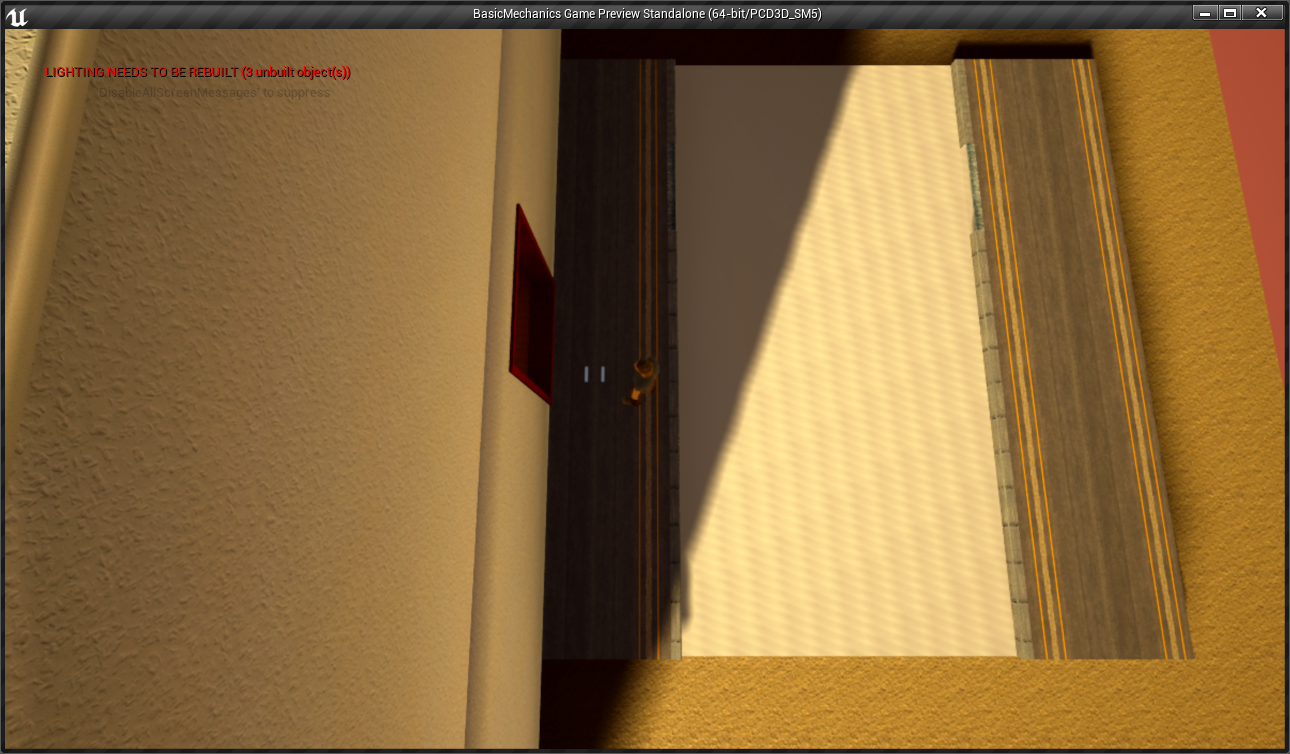 BasicMechanics Game Preview Standalone (64-bit/PCD3D_SM5)
LIGHTING NEEDS TO BE REBUILT (3 unbuilt object(s))
'DisableAllScreenMessages' to suppress